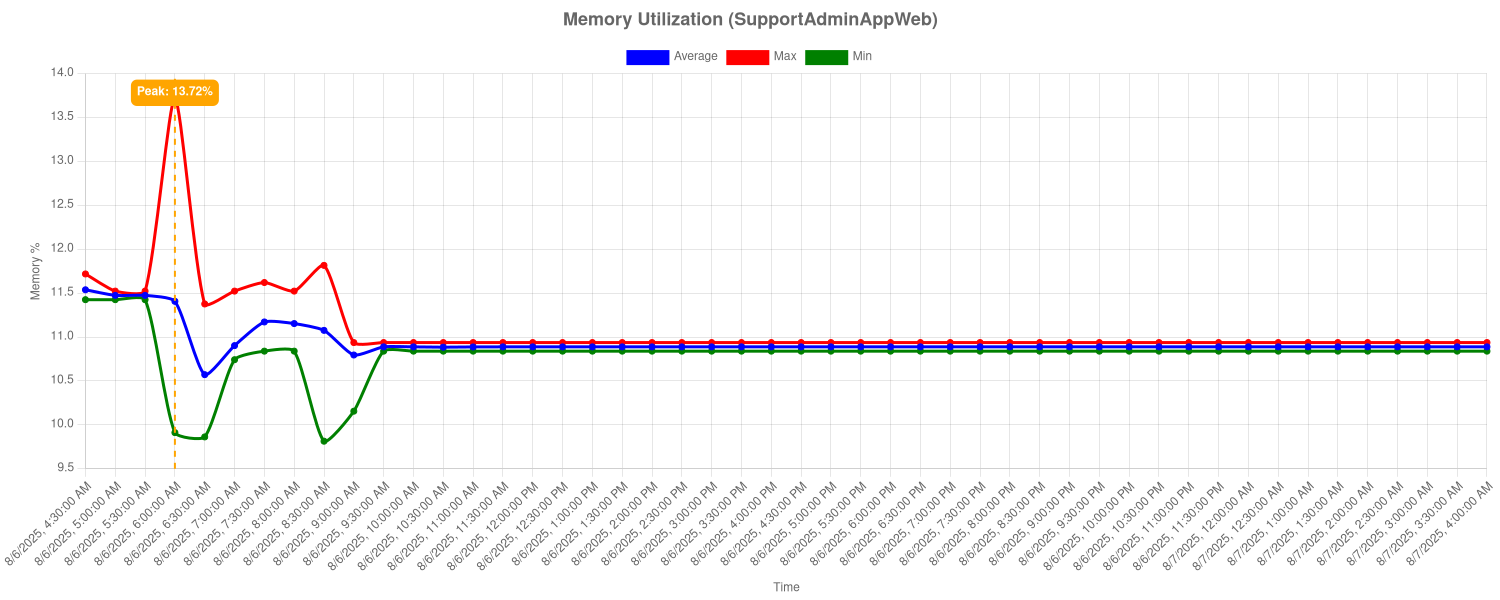 Memory Utilization (SupportAdminAppWeb)
Average Max Min
Peak: 13.72%
Memory %
14.0
13.5
13.0
12.5
12.0
11.5
11.0
10.5
10.0
9.5
8/6/2025, 4:30:00 AM
8/6/2025, 5:00:00 AM
8/6/2025, 5:30:00 AM
8/6/2025, 6:00:00 AM
8/6/2025, 6:30:00 AM
8/6/2025, 7:00:00 AM
8/6/2025, 7:30:00 AM
8/6/2025, 8:00:00 AM
8/6/2025, 8:30:00 AM
8/6/2025, 9:00:00 AM
8/6/2025, 9:30:00 AM
8/6/2025, 10:00:00 AM
8/6/2025, 10:30:00 AM
8/6/2025, 11:00:00 AM
8/6/2025, 11:30:00 AM
8/6/2025, 12:00:00 PM
8/6/2025, 12:30:00 PM
8/6/2025, 1:00:00 PM
8/6/2025, 1:30:00 PM
8/6/2025, 2:00:00 PM
8/6/2025, 2:30:00 PM
8/6/2025, 3:00:00 PM
8/6/2025, 3:30:00 PM
8/6/2025, 4:00:00 PM
8/6/2025, 4:30:00 PM
8/6/2025, 5:00:00 PM
8/6/2025, 5:30:00 PM
8/6/2025, 6:00:00 PM
8/6/2025, 6:30:00 PM
8/6/2025, 7:00:00 PM
8/6/2025, 7:30:00 PM
8/6/2025, 8:00:00 PM
8/6/2025, 8:30:00 PM
8/6/2025, 9:00:00 PM
8/6/2025, 9:30:00 PM
8/6/2025, 10:00:00 PM
8/6/2025, 10:30:00 PM
8/6/2025, 11:00:00 PM
8/6/2025, 11:30:00 PM
8/7/2025, 12:00:00 AM
8/7/2025, 12:30:00 AM
8/7/2025, 1:00:00 AM
8/7/2025, 1:30:00 AM
8/7/2025, 2:00:00 AM
8/7/2025, 2:30:00 AM
8/7/2025, 3:00:00 AM
8/7/2025, 3:30:00 AM
8/7/2025, 4:00:00 AM
Time